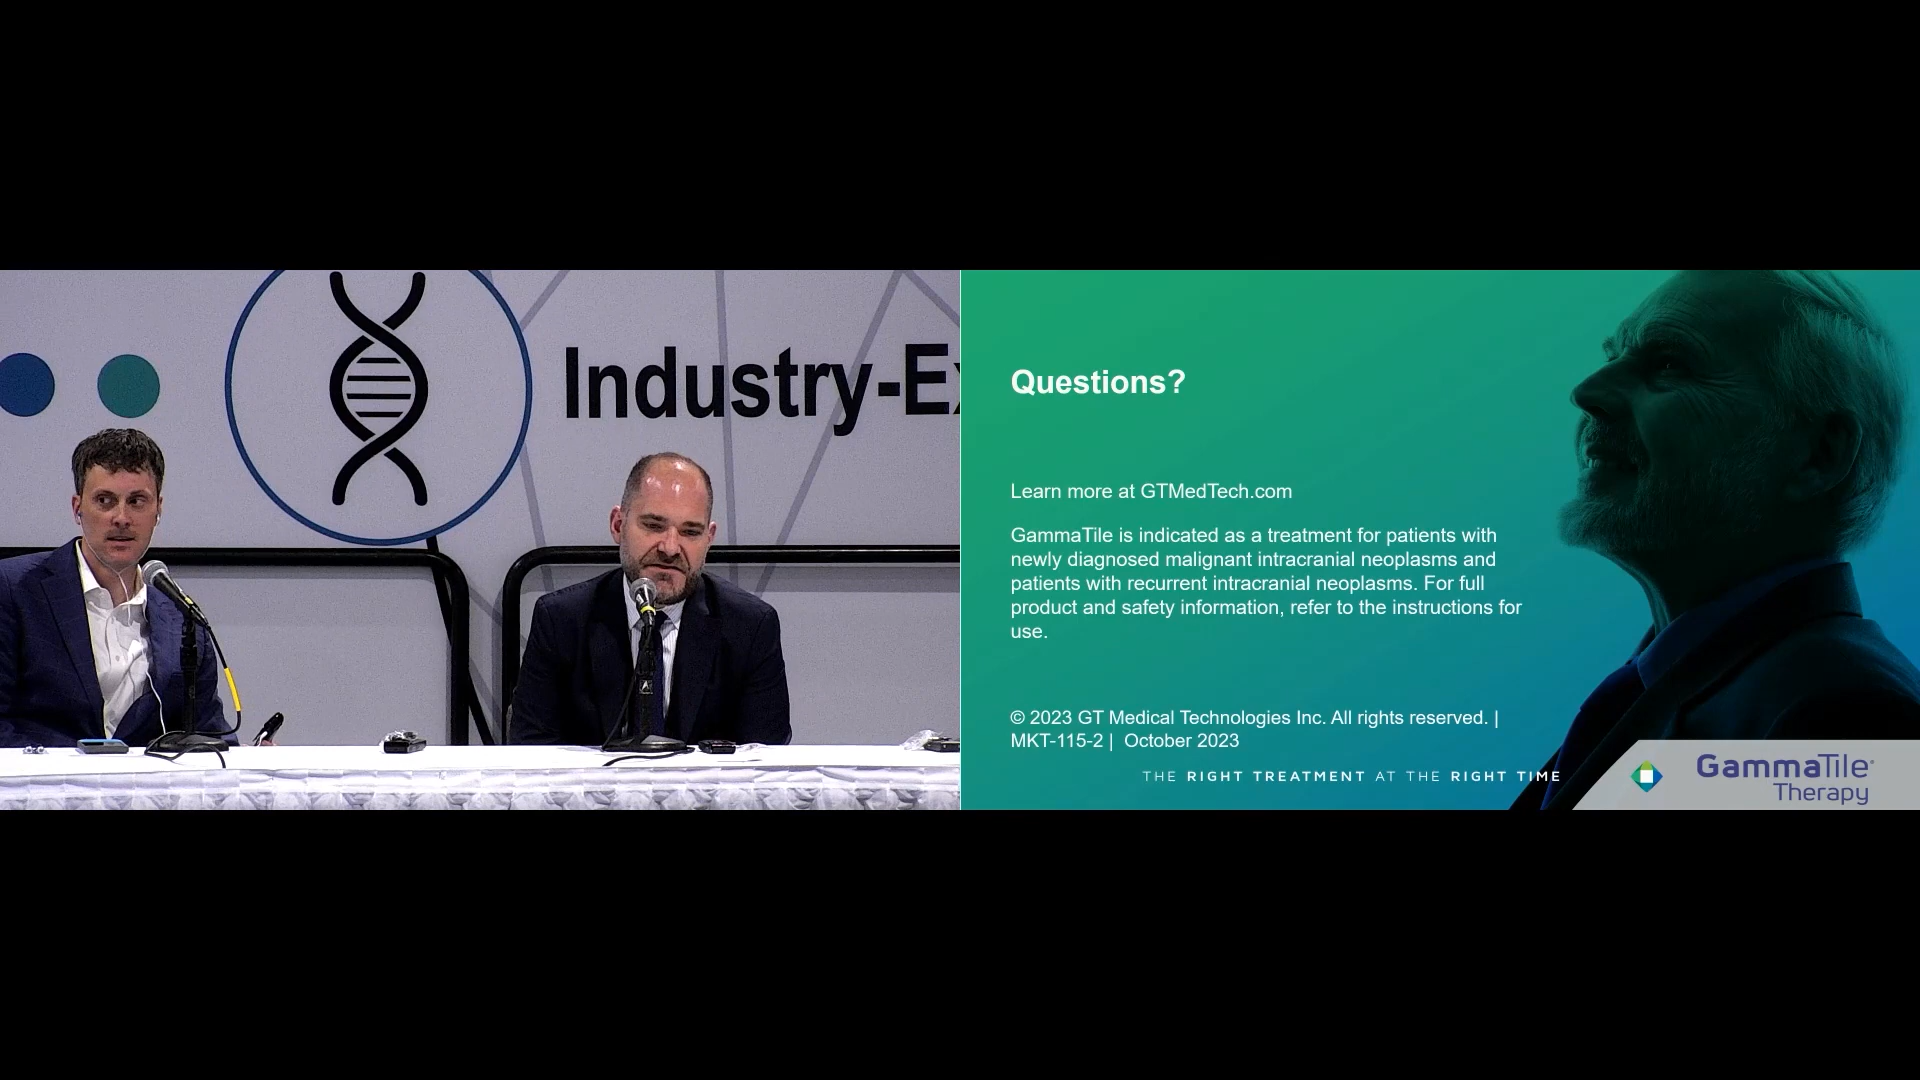 Industry-E
Questions?
Learn more at GTMedTech.com
GammaTile is indicated as a treatment for patients with
newly diagnosed malignant intracranial neoplasms and
patients with recurrent intracranial neoplasms. For full
product and safety information, refer to the instructions for
use.
© 2023 GT Medical Technologies Inc. All rights reserved. |
MKT-115-2 | October 2023
THE RIGHT TREATMENT AT THE RIGHT TIME
GammaTile®
Therapy